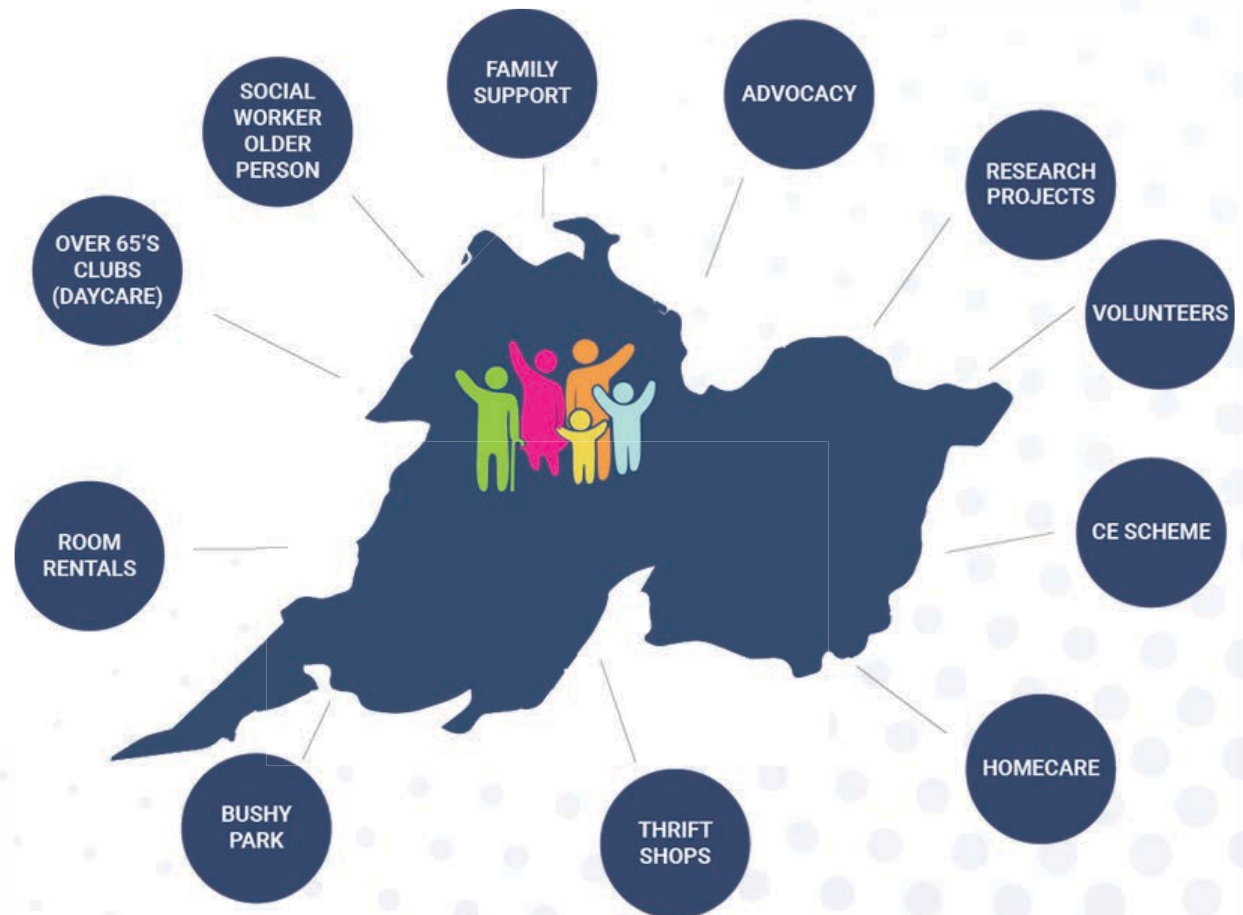 FAMILY
SUPPORT
ADVOCACY
SOCIAL
WORKER
OLDER
PERSON
RESEARCH
PROJECTS
OVER 65'S
CLUBS
(DAYCARE)
VOLUNTEERS
ROOM
RENTALS
CE SCHEME
HOMECARE
BUSHY
PARK
THRIFT
SHOPS